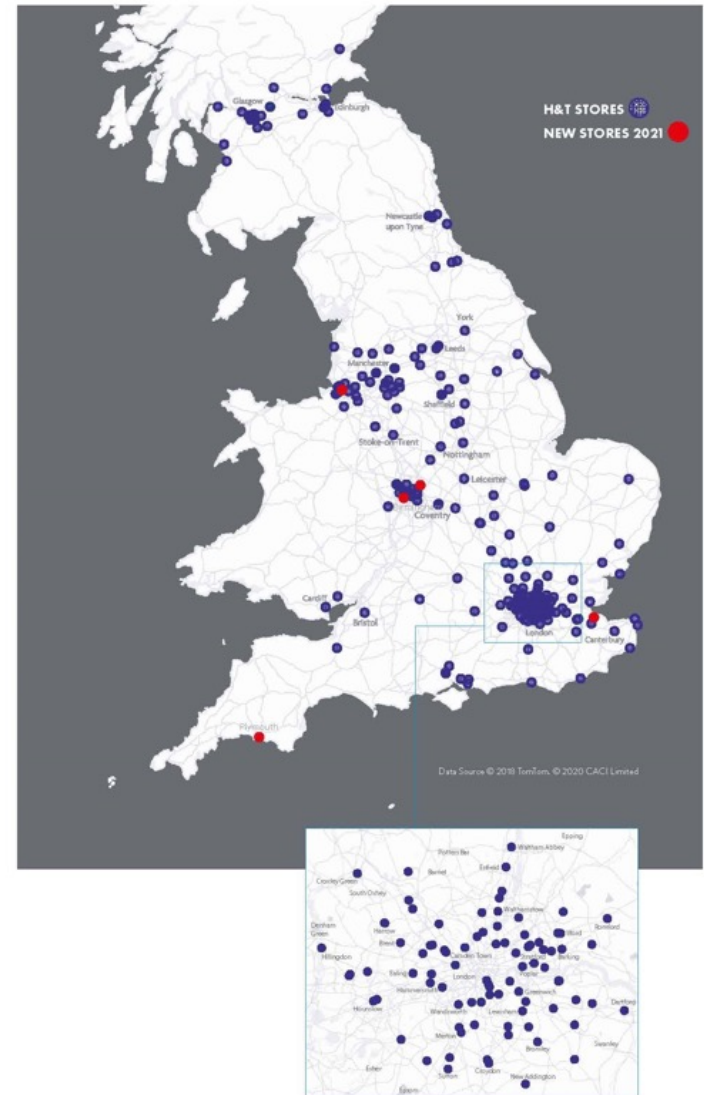 H&T STORES
NEW STORES 2021
Glasgow
Edinburgh
Newcastle
upon Tyne
York
Leeds
Manchester
Sheffield
Stoke-on-Trent
Nottingham
Leicester
Coventry
Cardiff
Bristol
London
Canterbury
Plymouth
Data Source © 2018 TomTom. © 2020 CACI Limited
Epping
Potters Bar
Waltham Abbey
Enfield
Barnet
Croxley Green
South Oxhey
Walthamstow
Romford
Denham
Green
Harrow
Ilford
Brent
Hillingdon
Camden Town
Stratford
Barking
Ealing
London
Poplar
Hammersmith
Greenwich
Hounslow
Wandsworth
Lewisham
Dartford
Merton
Bromley
Swanley
Esher
Sutton
Croydon
New Addington
Epsom